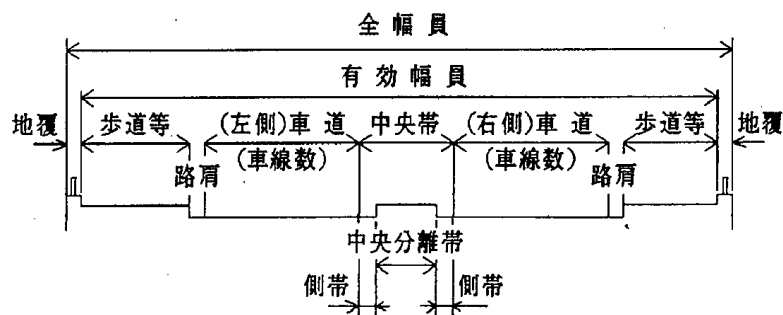 全幅員
有効幅員
地覆 歩道等 (左側)車道 中央帯 (右側)車道 歩道等 地覆
路肩 (車線数) (車線数) 路肩
中央分離帯
側帯 側帯